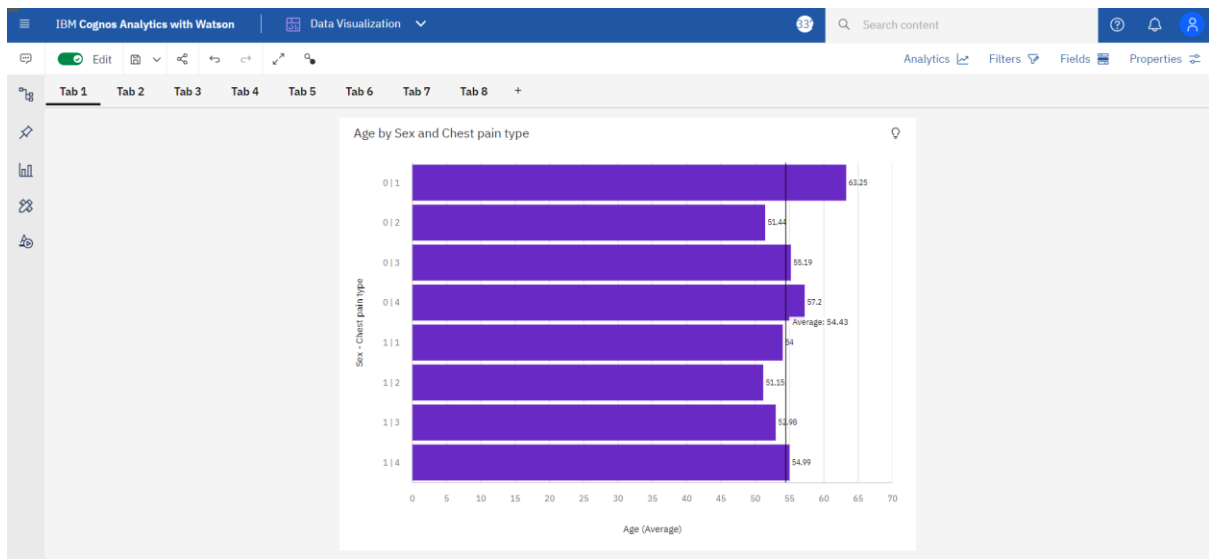 IBM Cognos Analytics with Watson
Data Visualization
Search content
Edit
Analytics
Filters
Fields
Properties
Tab 1 Tab 2 Tab 3 Tab 4 Tab 5 Tab 6 Tab 7 Tab 8 +
Age by Sex and Chest pain type
Sex - Chest pain type
0 | 1 63.25
0 | 2 51.44
0 | 3 55.19
0 | 4 57.2
Average: 54.43
1 | 1 54
1 | 2 51.15
1 | 3 52.98
1 | 4 54.99
0 5 10 15 20 25 30 35 40 45 50 55 60 65 70
Age (Average)